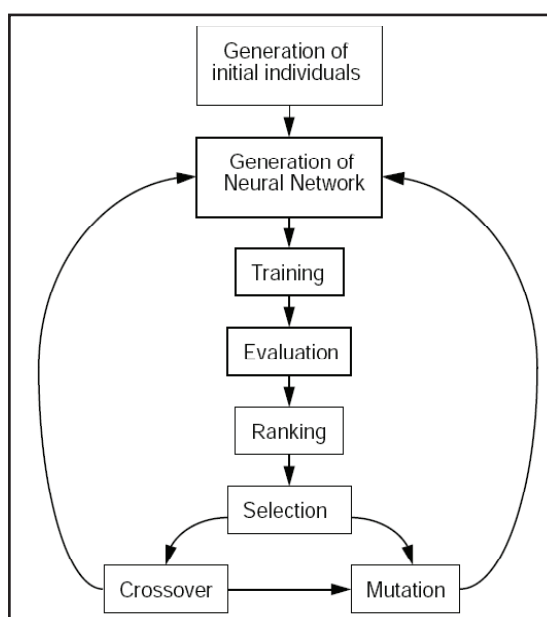 Generation of
initial individuals
Generation of
Neural Network
Training
Evaluation
Ranking
Selection
Crossover
Mutation